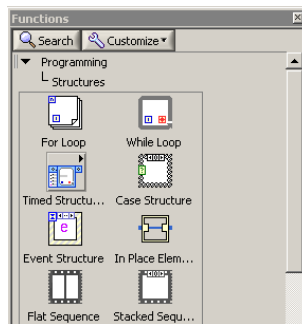 Functions
Search Customize
Programming
Structures
For Loop While Loop
Timed Structu... Case Structure
Event Structure In Place Elem...
Flat Sequence Stacked Sequ...